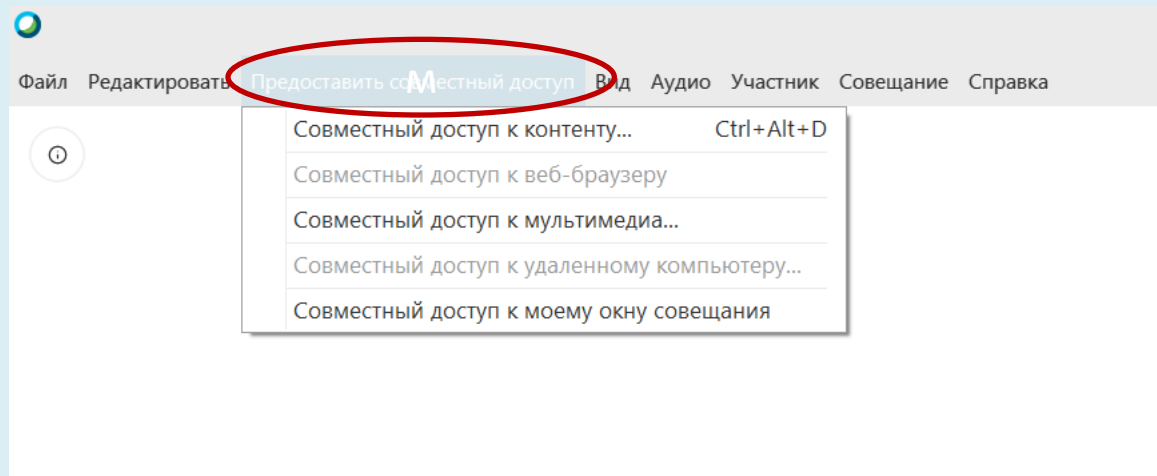 Файл Редактировать Предоставить совместный доступ Вид Аудио Участник Совещание Справка
М
Совместный доступ к контенту... Ctrl+Alt+D
Совместный доступ к веб-браузеру
Совместный доступ к мультимедиа...
Совместный доступ к удаленному компьютеру...
Совместный доступ к моему окну совещания